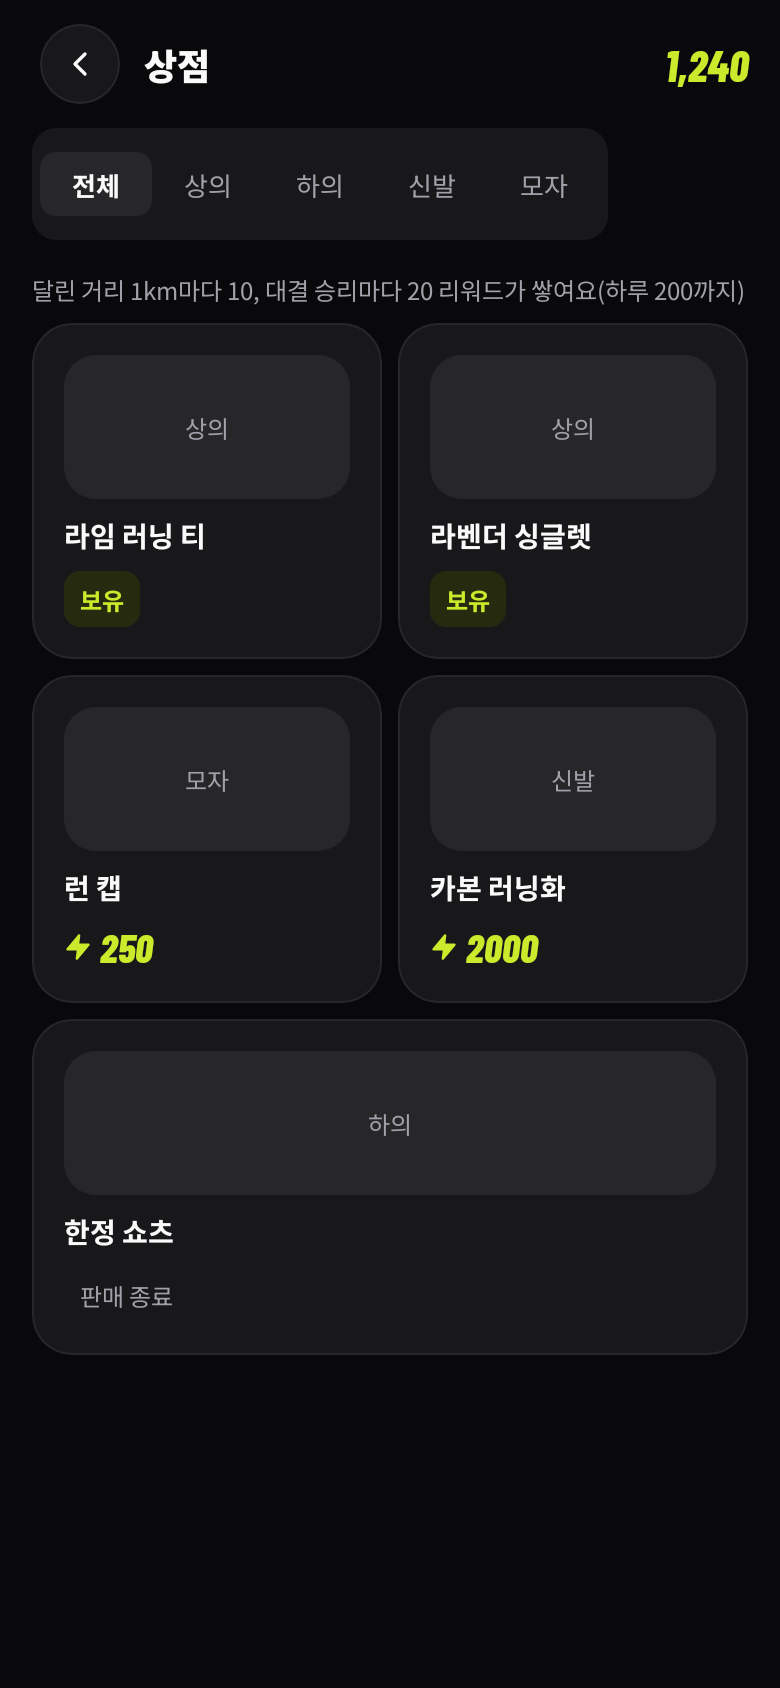 상점
1,240
전체 상의 하의 신발 모자
달린 거리 1km마다 10, 대결 승리마다 20 리워드가 쌓여요(하루 200까지)
상의
상의
라임 러닝 티
라벤더 싱글렛
보유
보유
모자
신발
런 캡
카본 러닝화
250
2000
하의
한정 쇼츠
판매 종료